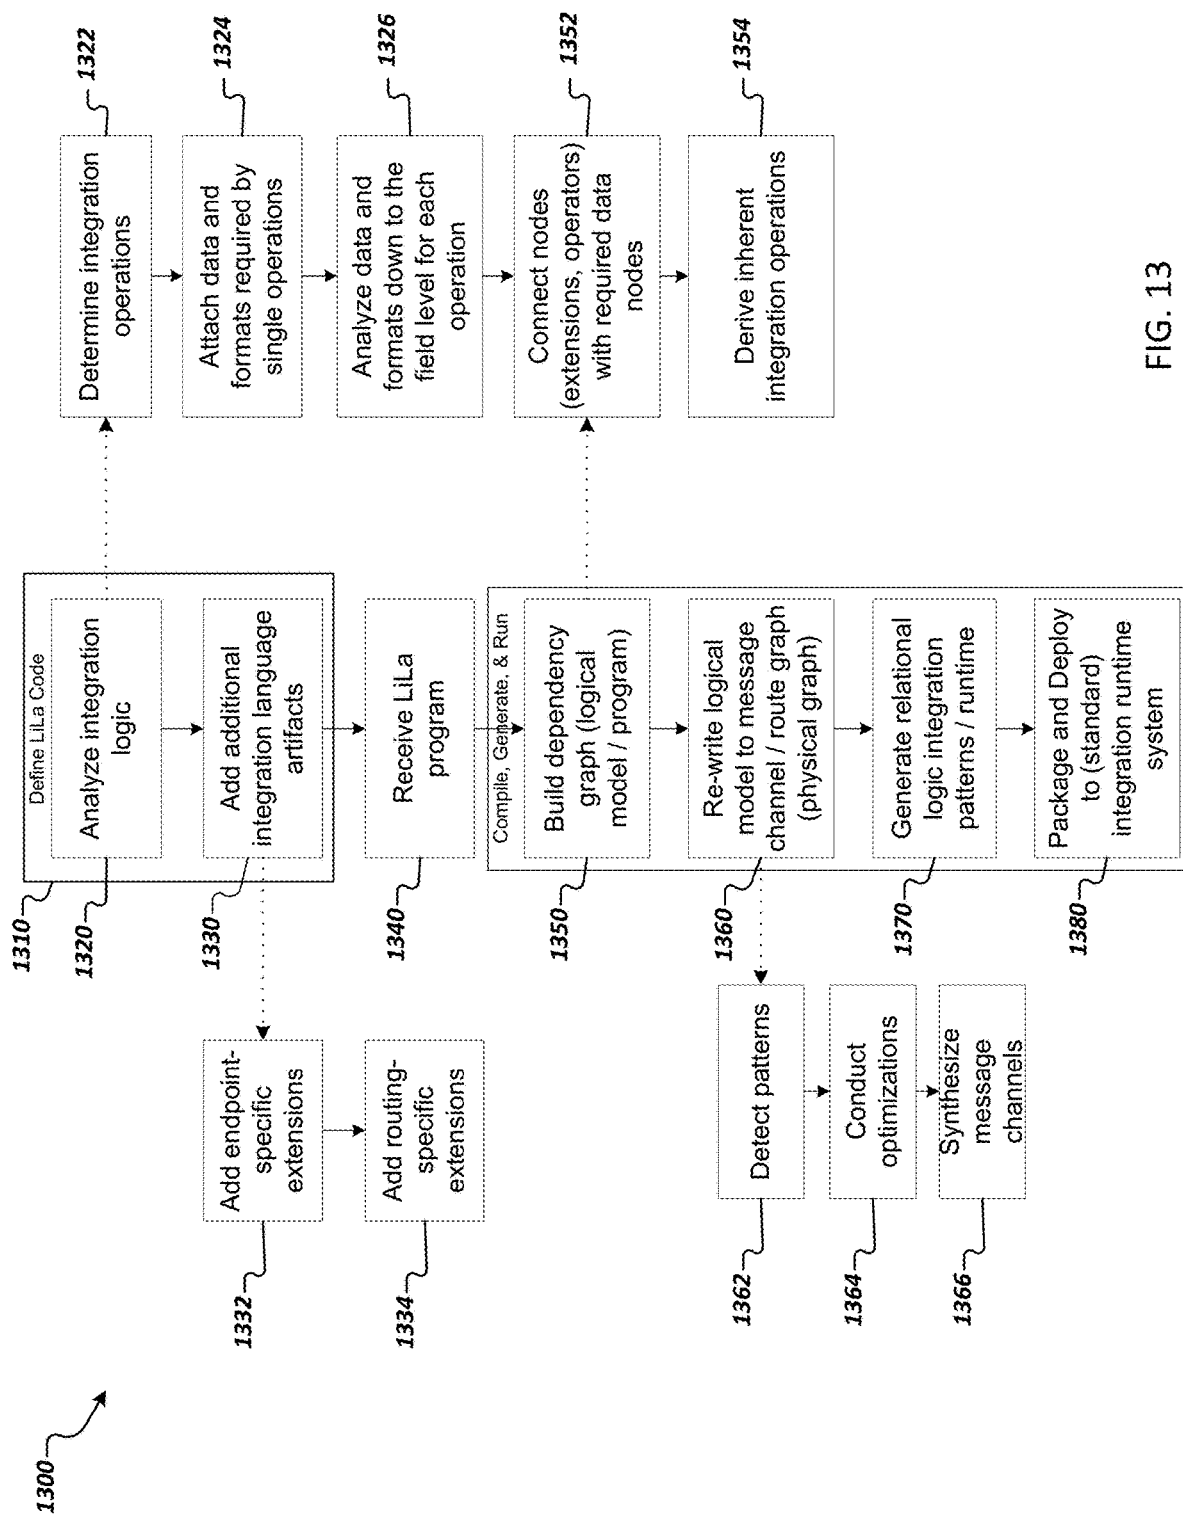 1300
1310
Define LiLa Code
1320
Analyze integration
logic
1330
Add additional
integration language
artifacts
1340
Receive LiLa
program
Compile, Generate, & Run
1350
Build dependency
graph (logical
model / program)
1360
Re-write logical
model to message
channel / route graph
(physical graph)
1370
Generate relational
logic integration
patterns / runtime
1380
Package and Deploy
to (standard)
integration runtime
system
1322
Determine integration
operations
1324
Attach data and
formats required by
single operations
1326
Analyze data and
formats down to the
field level for each
operation
1352
Connect nodes
(extensions, operators)
with required data
nodes
1354
Derive inherent
integration operations
1332
Add endpoint-
specific
extensions
1334
Add routing-
specific
extensions
1362
Detect patterns
1364
Conduct
optimizations
1366
Synthesize
message
channels
FIG. 13